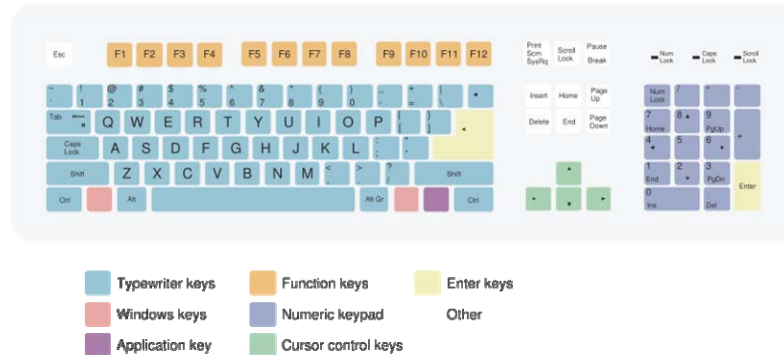 Esc F1 F2 F3 F4 F5 F6 F7 F8 F9 F10 F11 F12 Print Scrn SysRq Scroll Lock Pause Break Num Lock Caps Lock Scroll Lock
~ ! @ # $ % ^ & * ( ) _ + |
` 1 2 3 4 5 6 7 8 9 0 - = \ Insert Home Page Up Num Lock / * -
Tab Q W E R T Y U I O P { [ } ] Delete End Page Down 7 Home 8 9 PgUp +
Caps Lock A S D F G H J K L : ; " ' 4 5 6
Shift Z X C V B N M < , > . ? / Shift 1 End 2 3 PgDn Enter
Ctrl Alt Alt Gr Ctrl 0 Ins . Del
Typewriter keys Function keys Enter keys
Windows keys Numeric keypad Other
Application key Cursor control keys